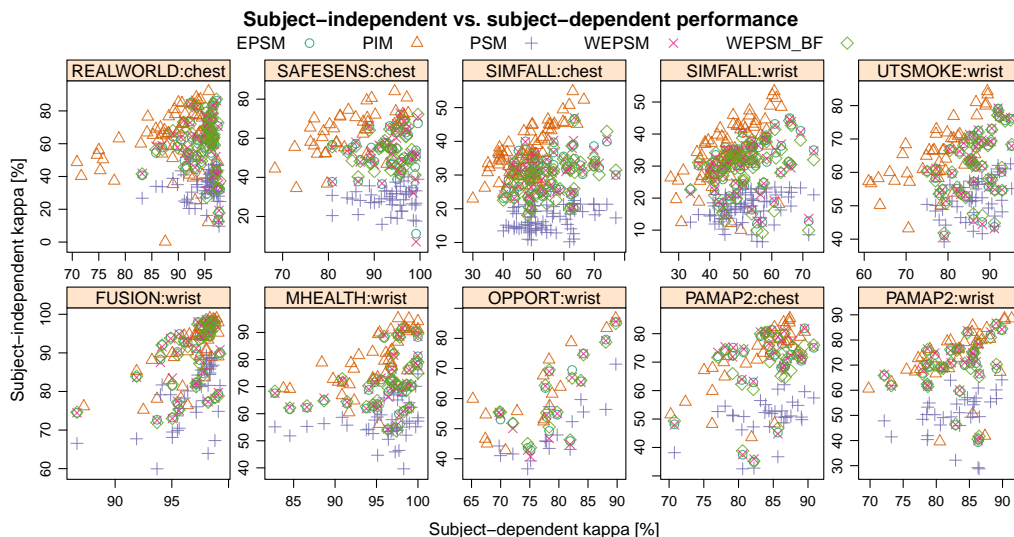 Subject−independent vs. subject−dependent performance
EPSM PIM PSM WEPSM WEPSM_BF
REALWORLD:chest SAFESENS:chest SIMFALL:chest SIMFALL:wrist UTSMOKE:wrist
0 20 40 60 80
20 40 60 80
10 20 30 40 50
10 20 30 40 50
40 50 60 70 80
70 75 80 85 90 95
70 80 90 100
30 40 50 60 70
30 40 50 60 70
60 70 80 90
FUSION:wrist MHEALTH:wrist OPPORT:wrist PAMAP2:chest PAMAP2:wrist
60 70 80 90 100
40 50 60 70 80 90
40 50 60 70 80
40 50 60 70 80
30 40 50 60 70 80 90
90 95
85 90 95 100
65 70 75 80 85 90
70 75 80 85 90
70 75 80 85 90
Subject−independent kappa [%]
Subject−dependent kappa [%]